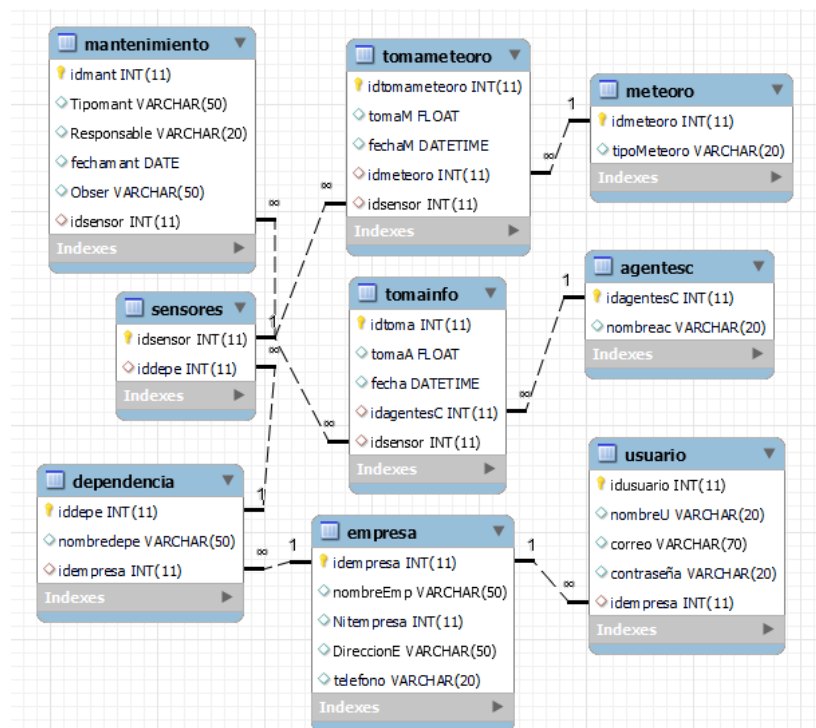 mantenimiento
idmant INT(11)
Tipomant VARCHAR(50)
Responsable VARCHAR(20)
fechamant DATE
Obser VARCHAR(50)
idsensor INT(11)
Indexes
∞
tomameteoro
idtomameteoro INT(11)
tomaM FLOAT
fechaM DATETIME
idmeteoro INT(11)
idsensor INT(11)
Indexes
∞
∞
1
meteoro
idmeteoro INT(11)
tipoMeteoro VARCHAR(20)
Indexes
sensores
idsensor INT(11)
iddepe INT(11)
Indexes
1
∞
tomainfo
idtoma INT(11)
tomaA FLOAT
fecha DATETIME
idagentesC INT(11)
idsensor INT(11)
Indexes
∞
∞
1
agentesc
idagentesC INT(11)
nombreac VARCHAR(20)
Indexes
dependencia
iddepe INT(11)
nombredepe VARCHAR(50)
idempresa INT(11)
Indexes
1
∞
1
empresa
idempresa INT(11)
nombreEmp VARCHAR(50)
Nitempresa INT(11)
DireccionE VARCHAR(50)
telefono VARCHAR(20)
Indexes
1
∞
usuario
idusuario INT(11)
nombreU VARCHAR(20)
correo VARCHAR(70)
contraseña VARCHAR(20)
idempresa INT(11)
Indexes